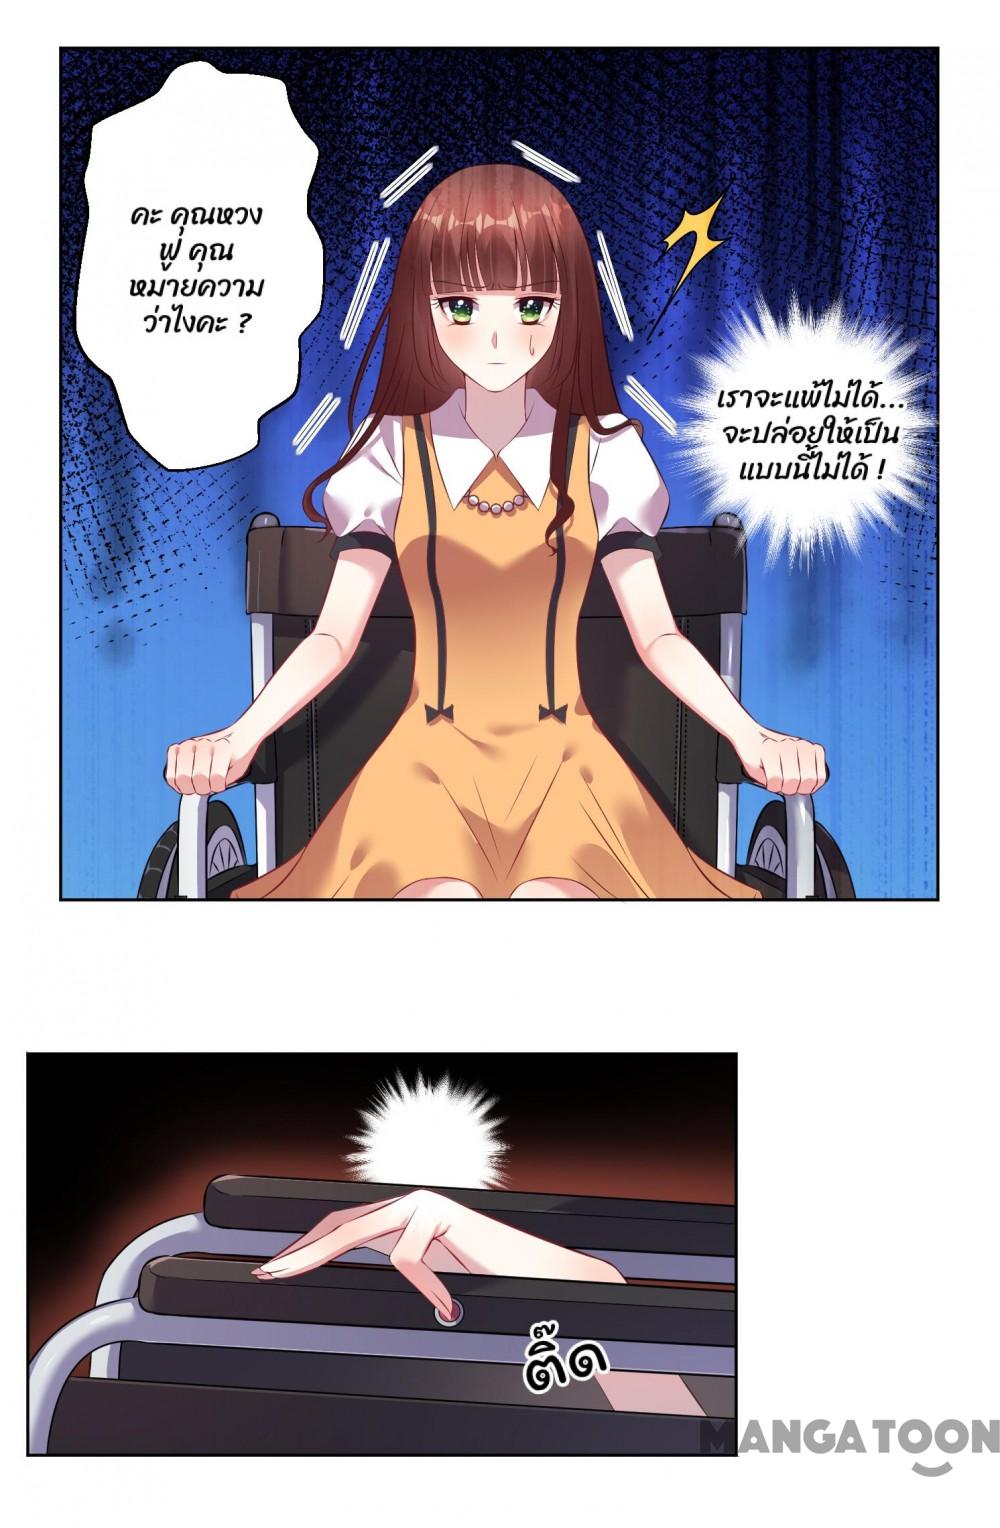 คะ คุณหวง
ฟู คุณ
หมายความ
ว่าไงคะ ?
เราจะแพ้ไม่ได้...
จะปล่อยให้เป็น
แบบนี้ไม่ได้ !
ติ๊ด
MANGATOON